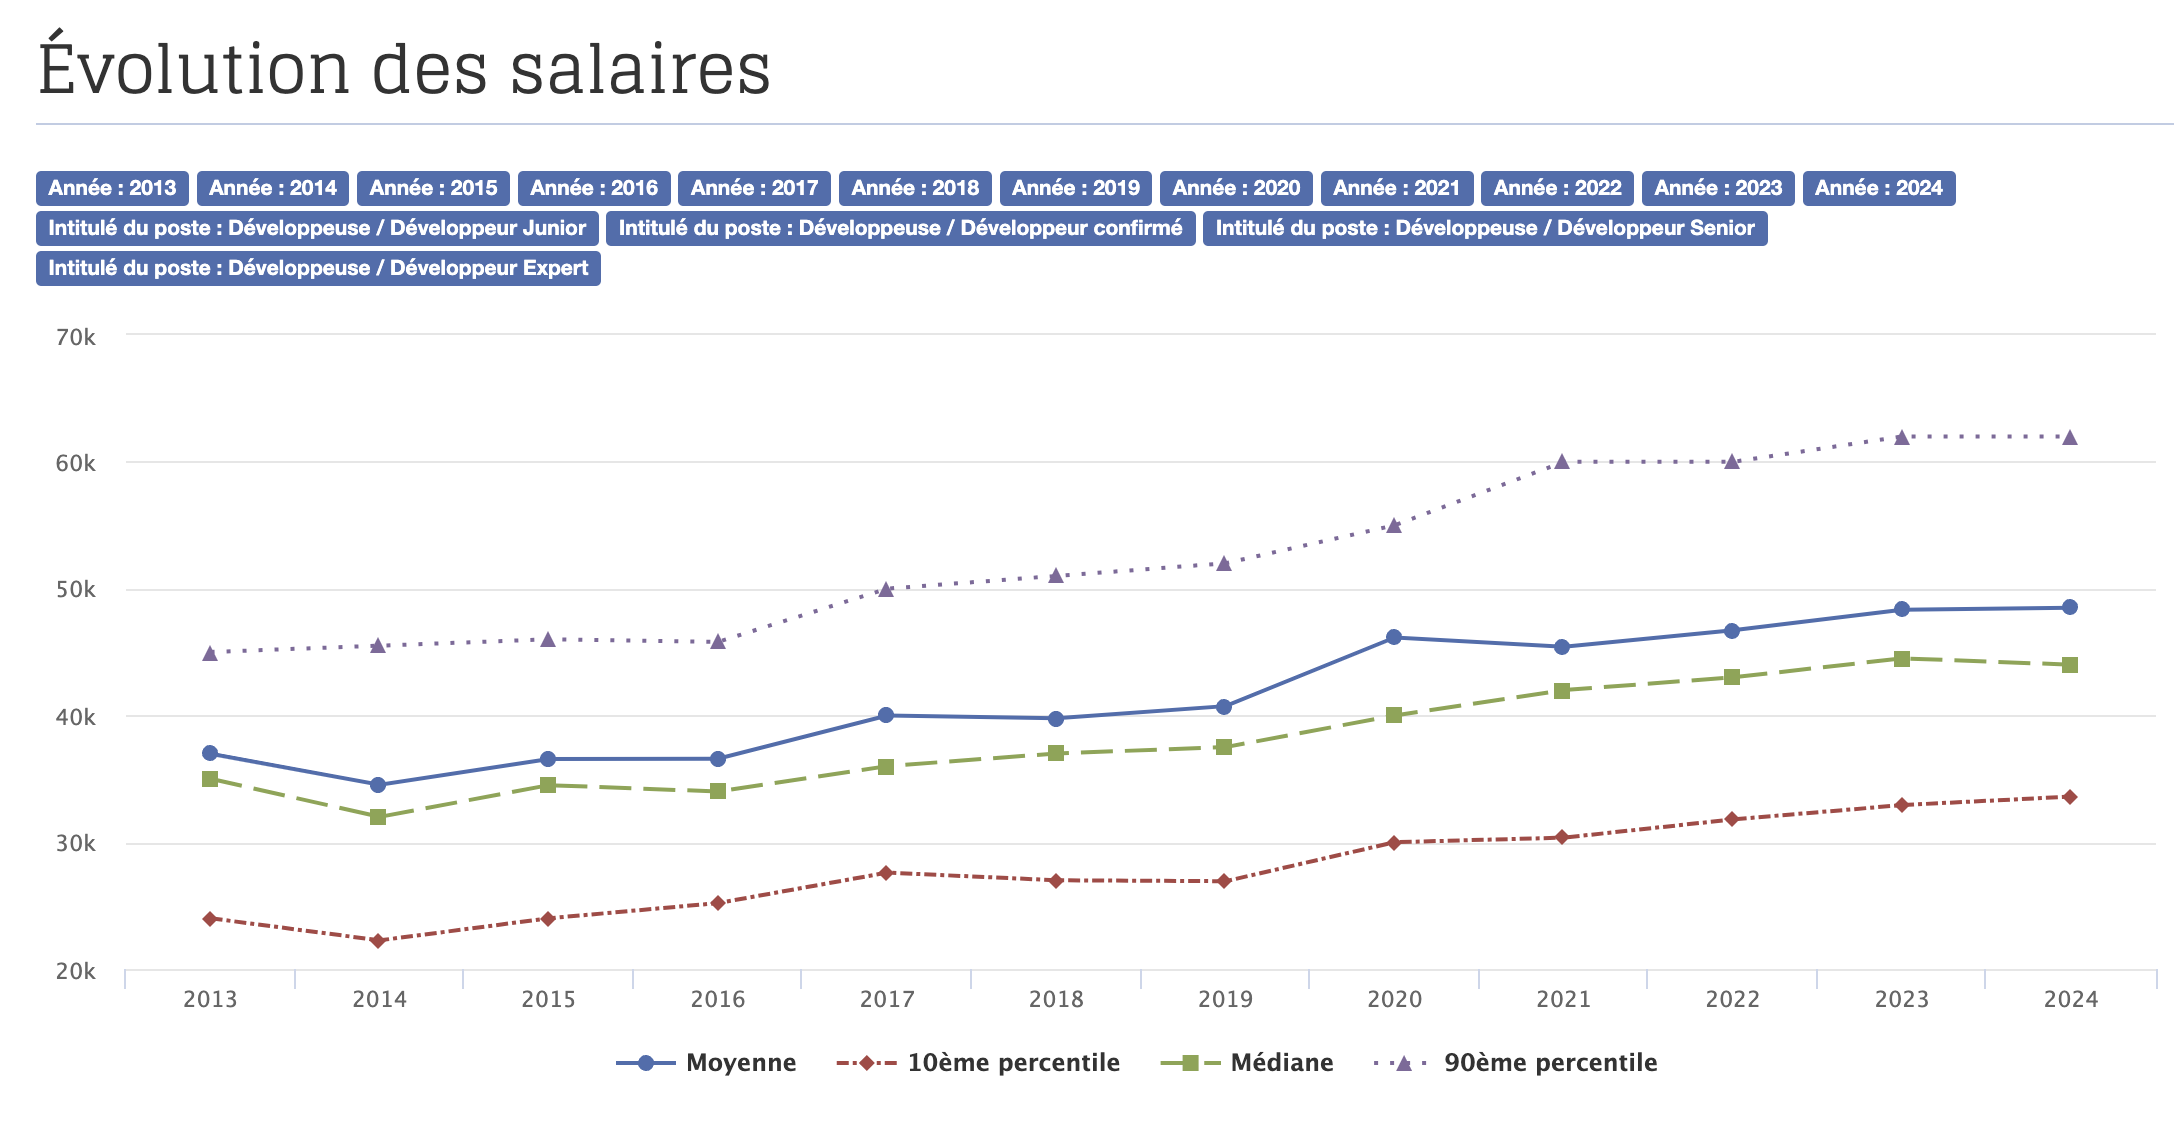 Évolution des salaires
Année : 2013 Année : 2014 Année : 2015 Année : 2016 Année : 2017 Année : 2018 Année : 2019 Année : 2020 Année : 2021 Année : 2022 Année : 2023 Année : 2024
Intitulé du poste : Développeuse / Développeur Junior Intitulé du poste : Développeuse / Développeur confirmé Intitulé du poste : Développeuse / Développeur Senior
Intitulé du poste : Développeuse / Développeur Expert
70k
60k
50k
40k
30k
20k
2013 2014 2015 2016 2017 2018 2019 2020 2021 2022 2023 2024
Moyenne 10ème percentile Médiane 90ème percentile